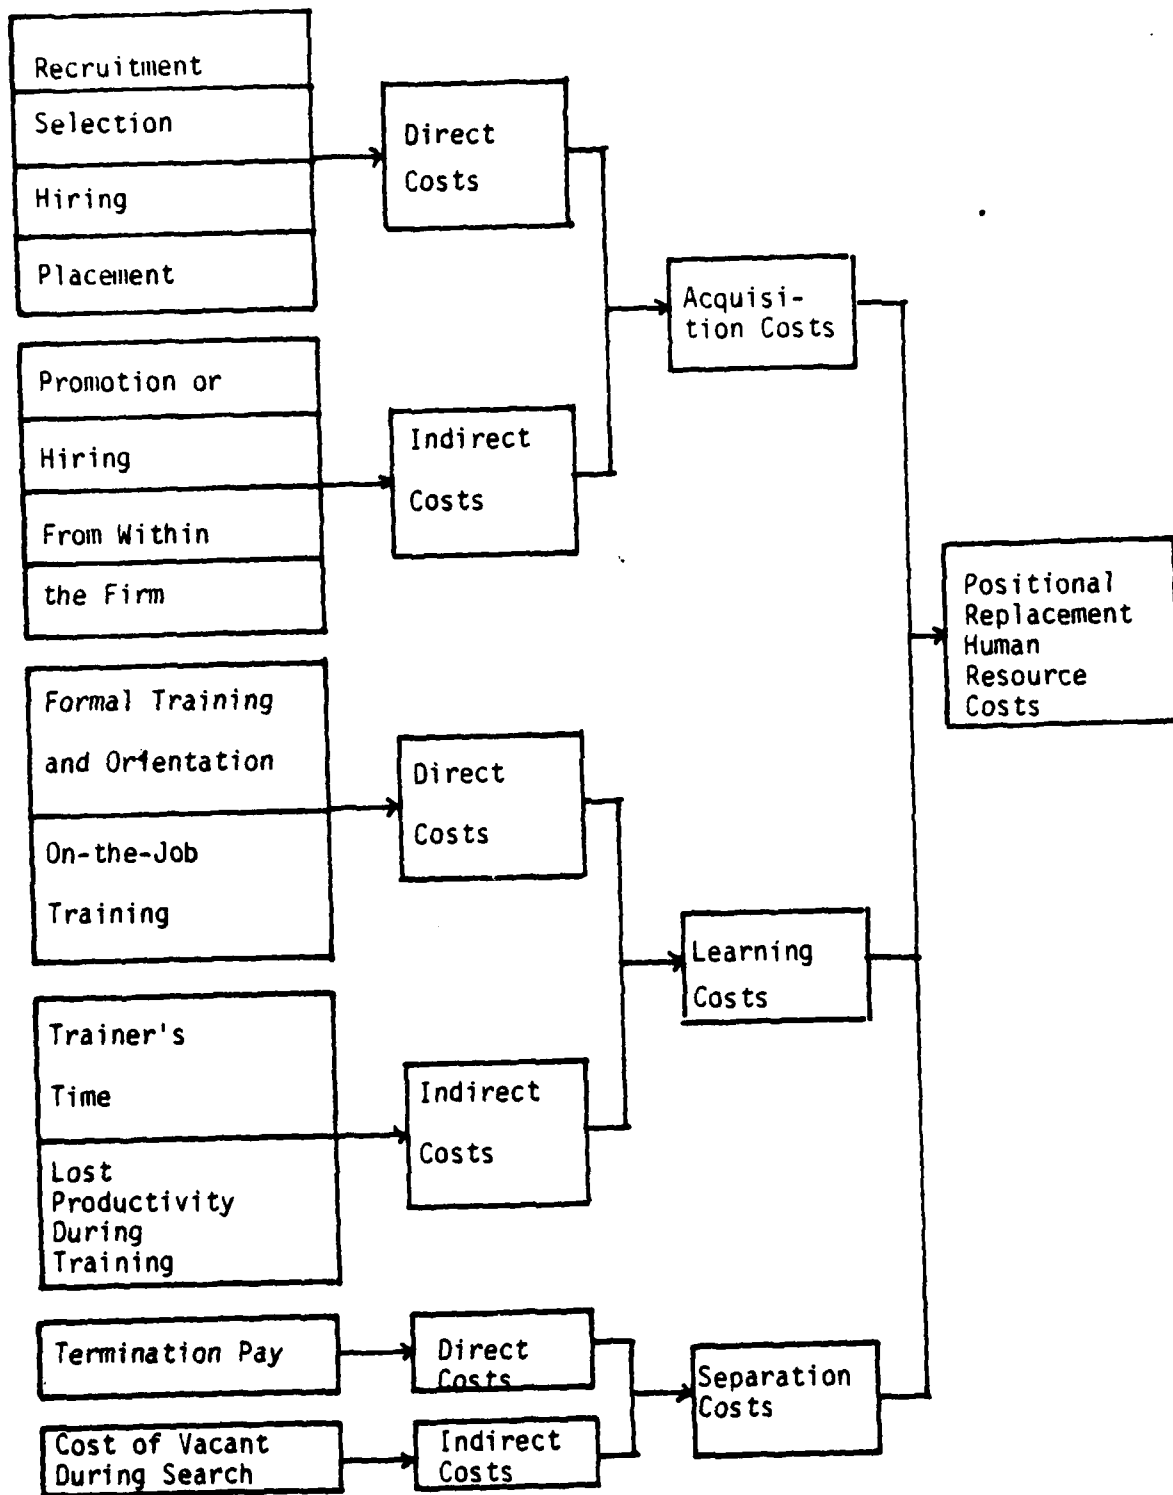 Recruitment
Selection
Hiring
Placement
Direct
Costs
Promotion or
Hiring
From Within
the Firm
Indirect
Costs
Acquisi-
tion Costs
Formal Training
and Orientation
On-the-Job
Training
Direct
Costs
Trainer's
Time
Lost
Productivity
During
Training
Indirect
Costs
Learning
Costs
Termination Pay
Direct
Costs
Cost of Vacant
During Search
Indirect
Costs
Separation
Costs
Positional
Replacement
Human
Resource
Costs